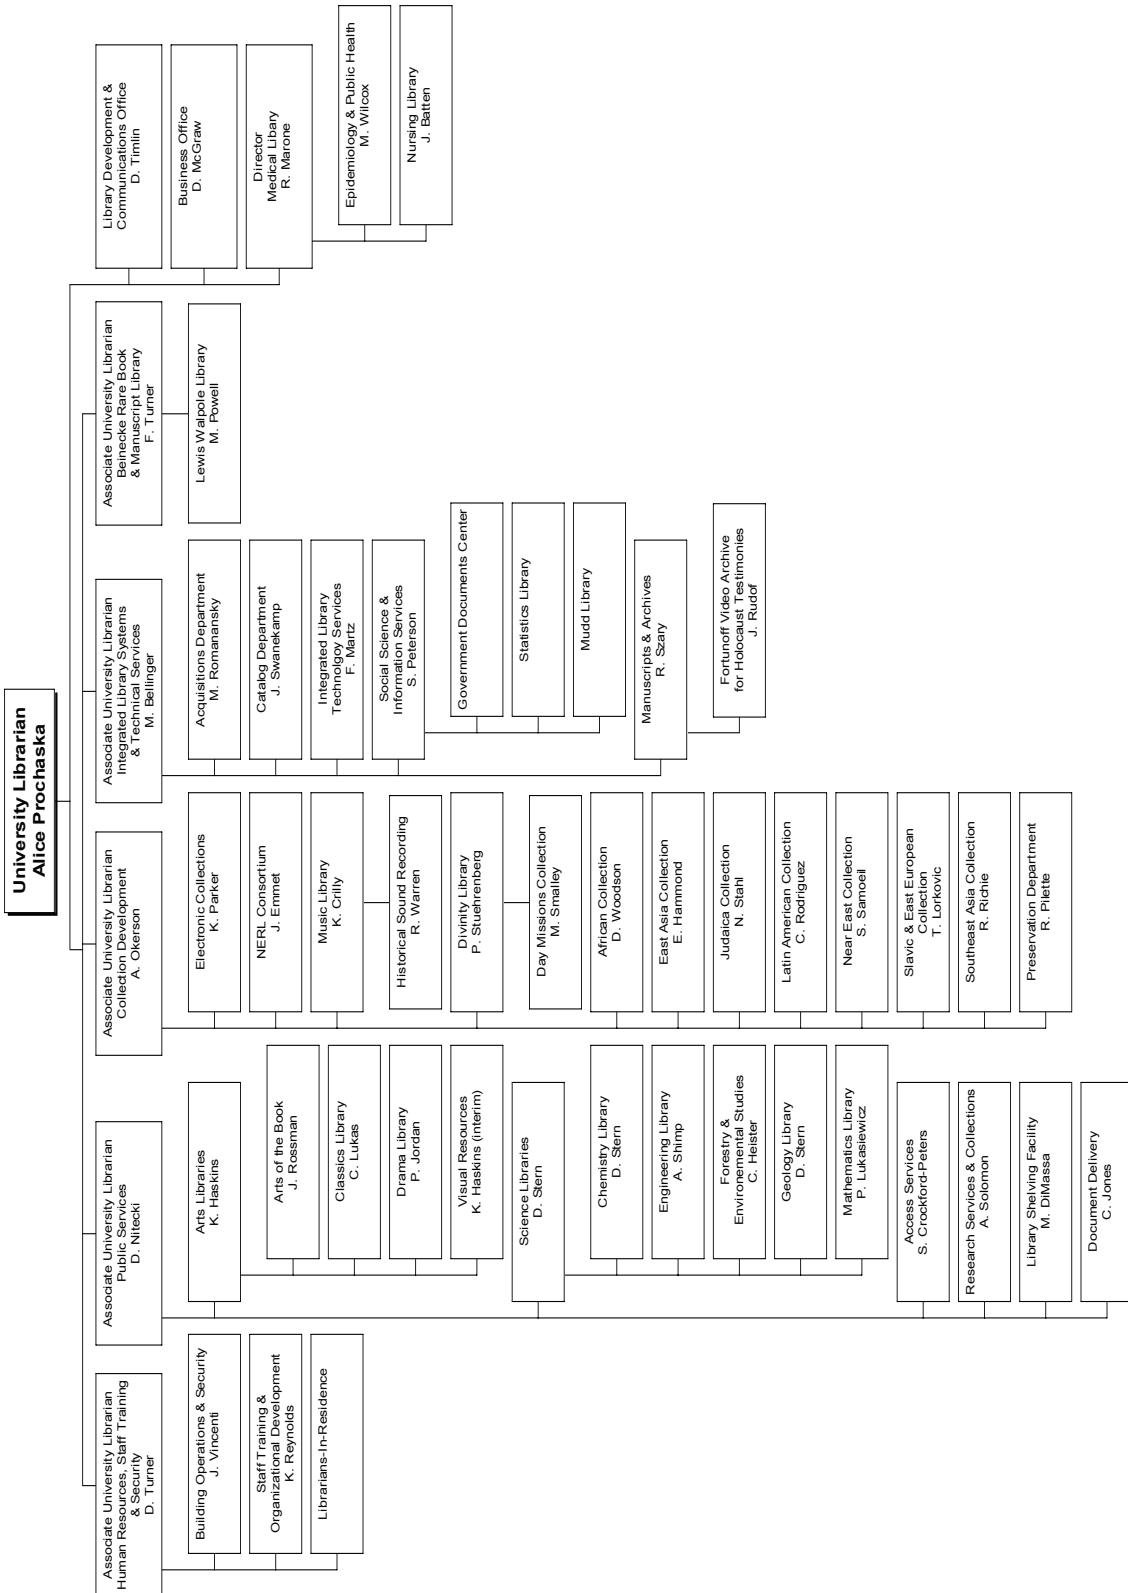 University Librarian
Alice Prochaska
Associate University Librarian
Human Resources, Staff Training
& Security
D. Turner
Building Operations & Security
J. Vincenti
Staff Training &
Organizational Development
K. Reynolds
Librarians-In-Residence
Associate University Librarian
Public Services
D. Nitecki
Arts Libraries
K. Haskins
Arts of the Book
J. Rossman
Classics Library
C. Lukas
Drama Library
P. Jordan
Visual Resources
K. Haskins (interim)
Science Libraries
D. Stern
Chemistry Library
D. Stern
Engineering Library
A. Shimp
Forestry &
Environemental Studies
C. Heister
Geology Library
D. Stern
Mathematics Library
P. Lukasiewicz
Access Services
S. Crockford-Peters
Research Services & Collections
A. Solomon
Library Shelving Facility
M. DiMassa
Document Delivery
C. Jones
Associate University Librarian
Collection Development
A. Okerson
Electronic Collections
K. Parker
NERL Consortium
J. Emmet
Music Library
K. Crilly
Historical Sound Recording
R. Warren
Divinity Library
P. Stuehrenberg
Day Missions Collection
M. Smalley
African Collection
D. Woodson
East Asia Collection
E. Hammond
Judaica Collection
N. Stahl
Latin American Collection
C. Rodriguez
Near East Collection
S. Samoeil
Slavic & East European
Collection
T. Lorkovic
Southeast Asia Collection
R. Richie
Preservation Department
R. Pilette
Associate University Librarian
Integrated Library Systems
& Technical Services
M. Bellinger
Acquisitions Department
M. Romanansky
Catalog Department
J. Swanekamp
Integrated Library
Technolgoy Services
F. Martz
Social Science &
Information Services
S. Peterson
Government Documents Center
Statistics Library
Mudd Library
Manuscripts & Archives
R. Szary
Fortunoff Video Archive
for Holocaust Testimonies
J. Rudof
Associate University Librarian
Beinecke Rare Book
& Manuscript Library
F. Turner
Lewis Walpole Library
M. Powell
Library Development &
Communications Office
D. Timlin
Business Office
D. McGraw
Director
Medical Libary
R. Marone
Epidemiology & Public Health
M. Wilcox
Nursing Library
J. Batten